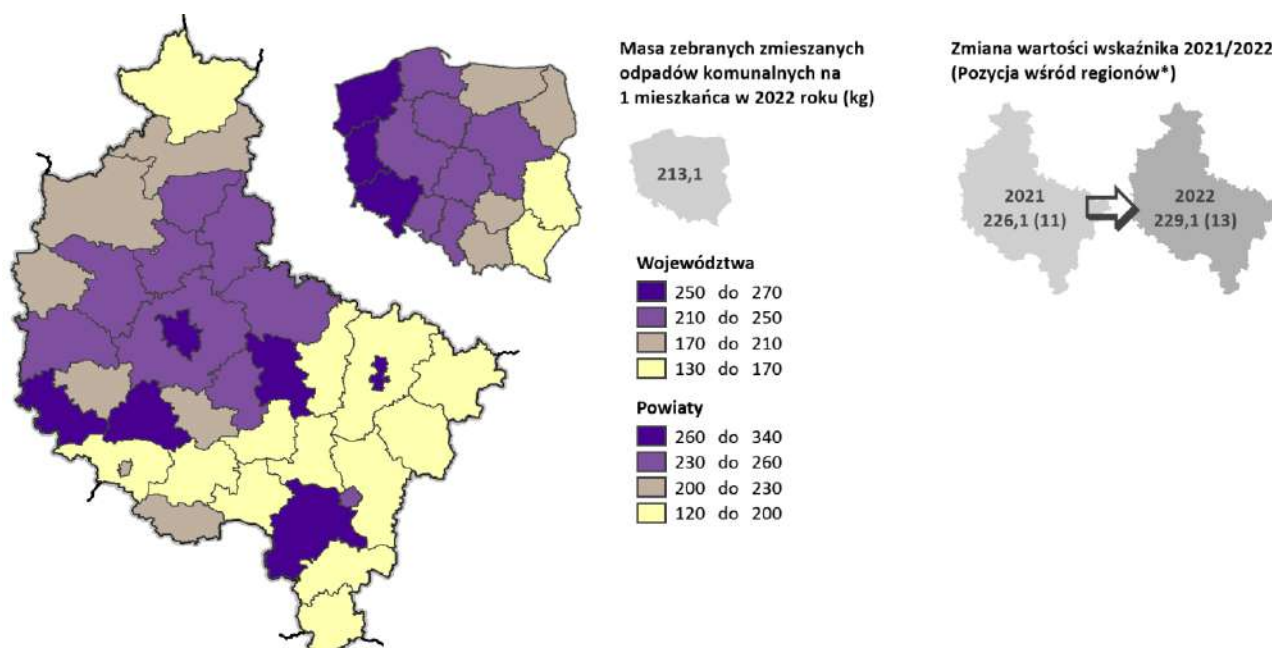 Masa zebranych zmieszanych
odpadów komunalnych na
1 mieszkańca w 2022 roku (kg)
213,1
Województwa
250 do 270
210 do 250
170 do 210
130 do 170
Powiaty
260 do 340
230 do 260
200 do 230
120 do 200
Zmiana wartości wskaźnika 2021/2022
(Pozycja wśród regionów*)
2021
226,1 (11)
2022
229,1 (13)